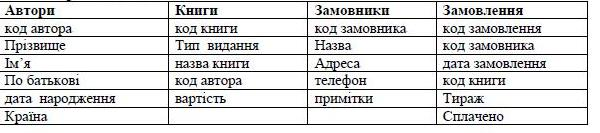 Автори Книги Замовники Замовлення
код автора код книги код замовника код замовлення
Прізвище Тип видання Назва код замовника
Ім’я назва книги Адреса дата замовлення
По батькові код автора телефон код книги
дата народження вартість примітки Тираж
Країна Сплачено